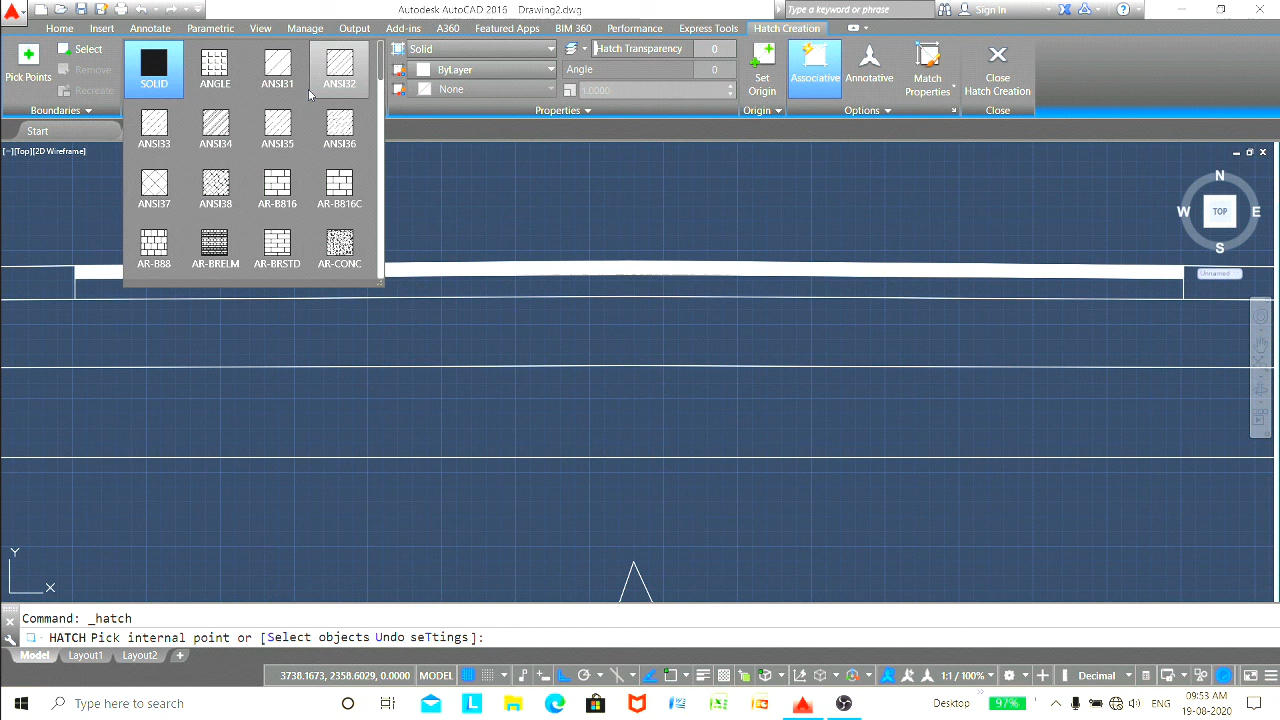 Autodesk AutoCAD 2016 Drawing2.dwg
Type a keyword or phrase
Sign In
Home Insert Annotate Parametric View Manage Output Add-ins A360 Featured Apps BIM 360 Performance Express Tools Hatch Creation
Pick Points
Select
Remove
Recreate
Boundaries
SOLID ANGLE ANSI31 ANSI32
ANSI33 ANSI34 ANSI35 ANSI36
ANSI37 ANSI38 AR-B816 AR-B816C
AR-B88 AR-BRELM AR-BRSTD AR-CONC
Solid
ByLayer
None
Hatch Transparency 0
Angle 0
1.0000
Properties
Set
Origin
Origin
Associative
Annotative
Match
Properties
Options
Close
Hatch Creation
Close
Start
[−][Top][2D Wireframe]
N
W TOP E
S
Unnamed
Y
X
Command: _hatch
HATCH Pick internal point or [Select objects Undo seTtings]:
Model Layout1 Layout2 +
3738.1673, 2358.6029, 0.0000 MODEL 1:1 / 100% Decimal
Type here to search
Desktop 97% ENG
09:53 AM
19-08-2020